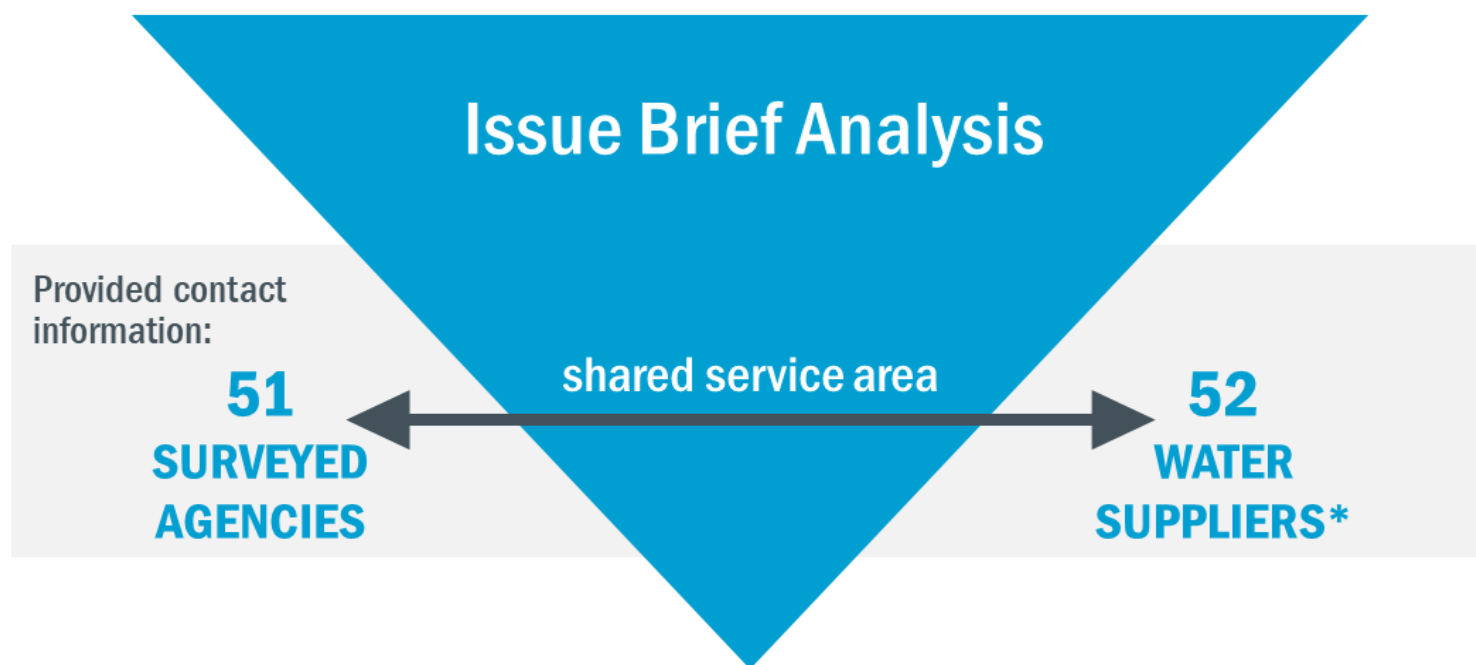 Issue Brief Analysis
Provided contact
information:
shared service area
51
SURVEYED
AGENCIES
52
WATER
SUPPLIERS*